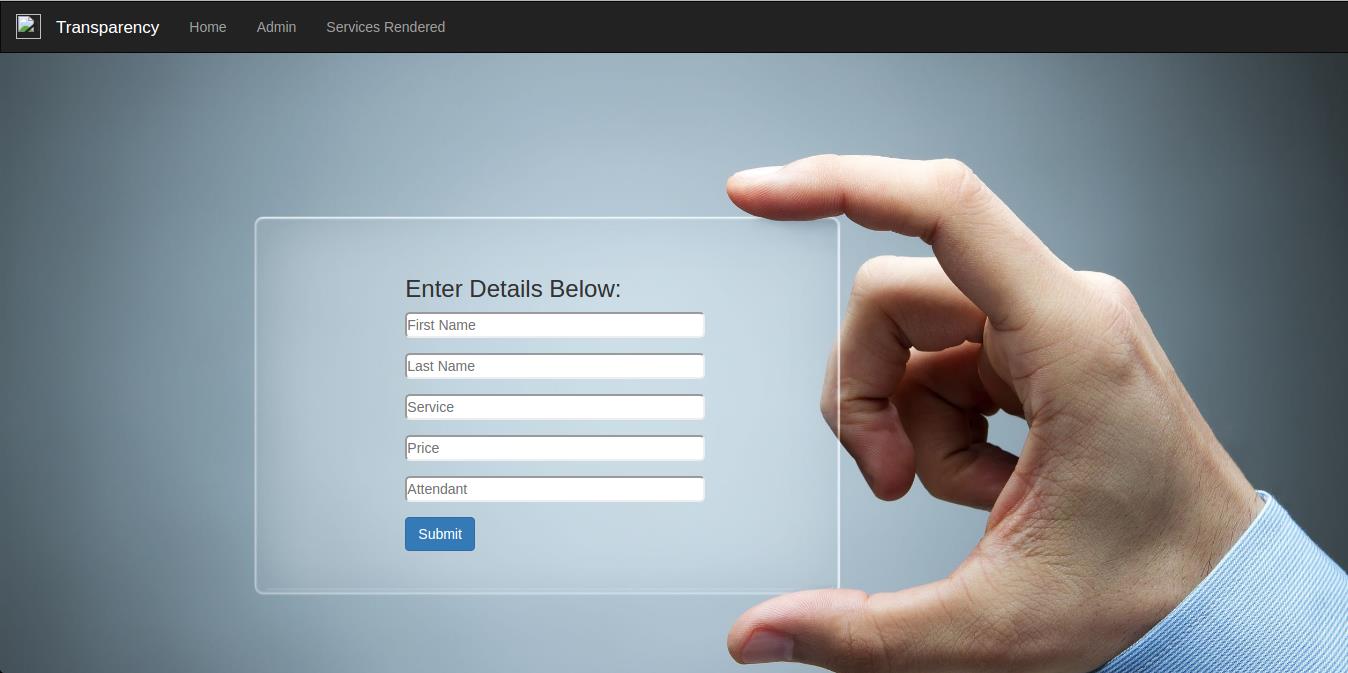 Transparency Home Admin Services Rendered
Enter Details Below:
First Name
Last Name
Service
Price
Attendant
Submit